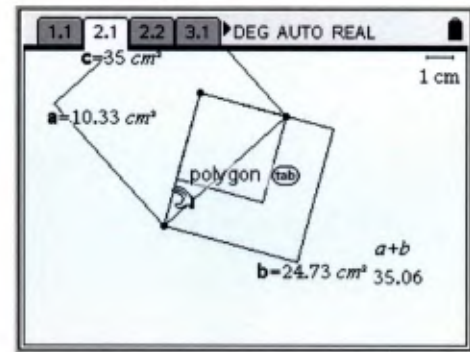 1.1 2.1 2.2 3.1 DEG AUTO REAL
c=35 cm²
1 cm
a=10.33 cm²
polygon tab
a+b
b=24.73 cm² 35.06